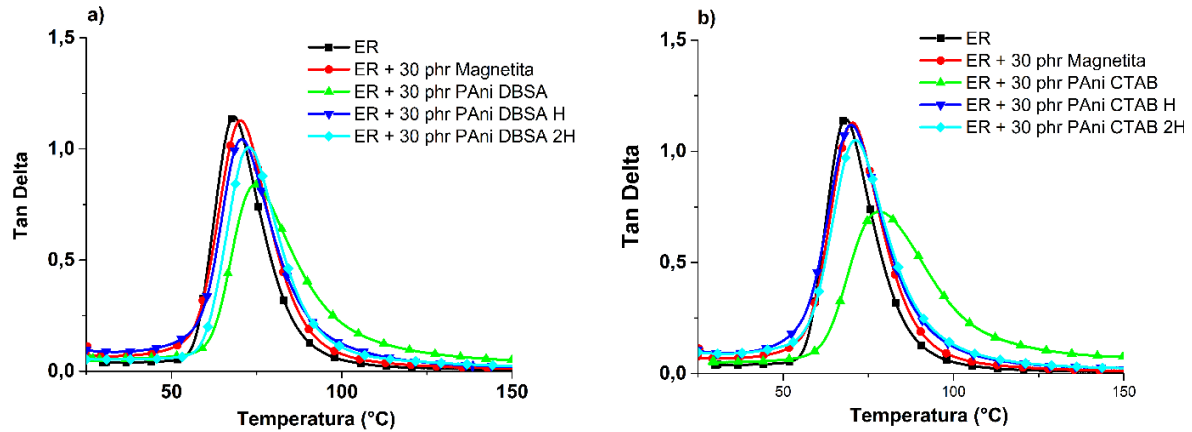 a)
ER
ER + 30 phr Magnetita
ER + 30 phr PAni DBSA
ER + 30 phr PAni DBSA H
ER + 30 phr PAni DBSA 2H
1,5
1,0
0,5
0,0
Tan Delta
50
100
150
Temperatura (°C)
b)
ER
ER + 30 phr Magnetita
ER + 30 phr PAni CTAB
ER + 30 phr PAni CTAB H
ER + 30 phr PAni CTAB 2H
1,5
1,0
0,5
0,0
Tan Delta
50
100
150
Temperatura (°C)